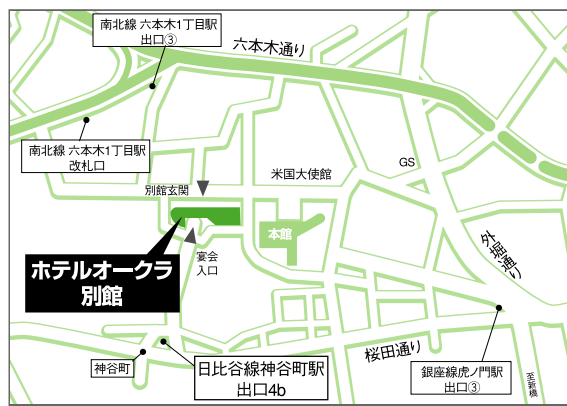 南北線 六本木1丁目駅
出口③
六本木通り
南北線 六本木1丁目駅
改札口
米国大使館
GS
別館玄関
本館
外堀通り
ホテルオークラ
別館
宴会
入口
桜田通り
神谷町
日比谷線神谷町駅
出口4b
銀座線虎ノ門駅
出口③
至新橋